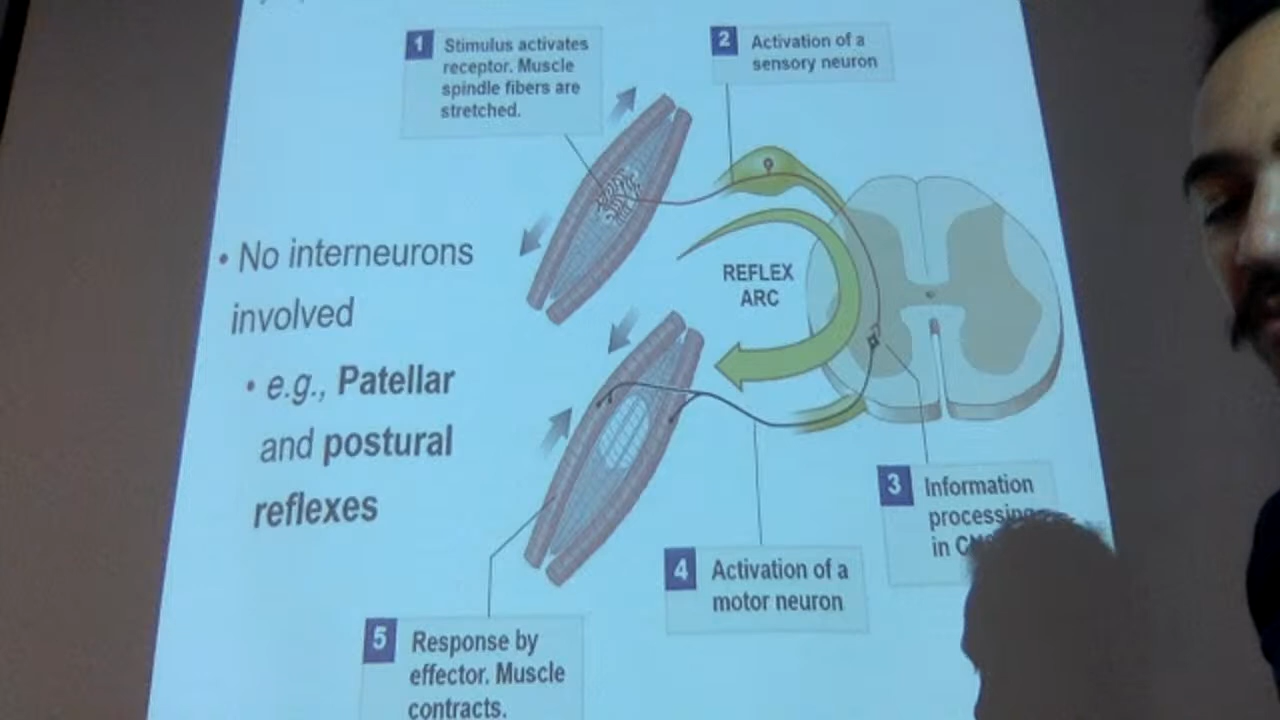 1 Stimulus activates
receptor. Muscle
spindle fibers are
stretched.
2 Activation of a
sensory neuron
• No interneurons
involved
• e.g., Patellar
and postural
reflexes
REFLEX
ARC
3 Information
processing
in
4 Activation of a
motor neuron
5 Response by
effector. Muscle
contracts.